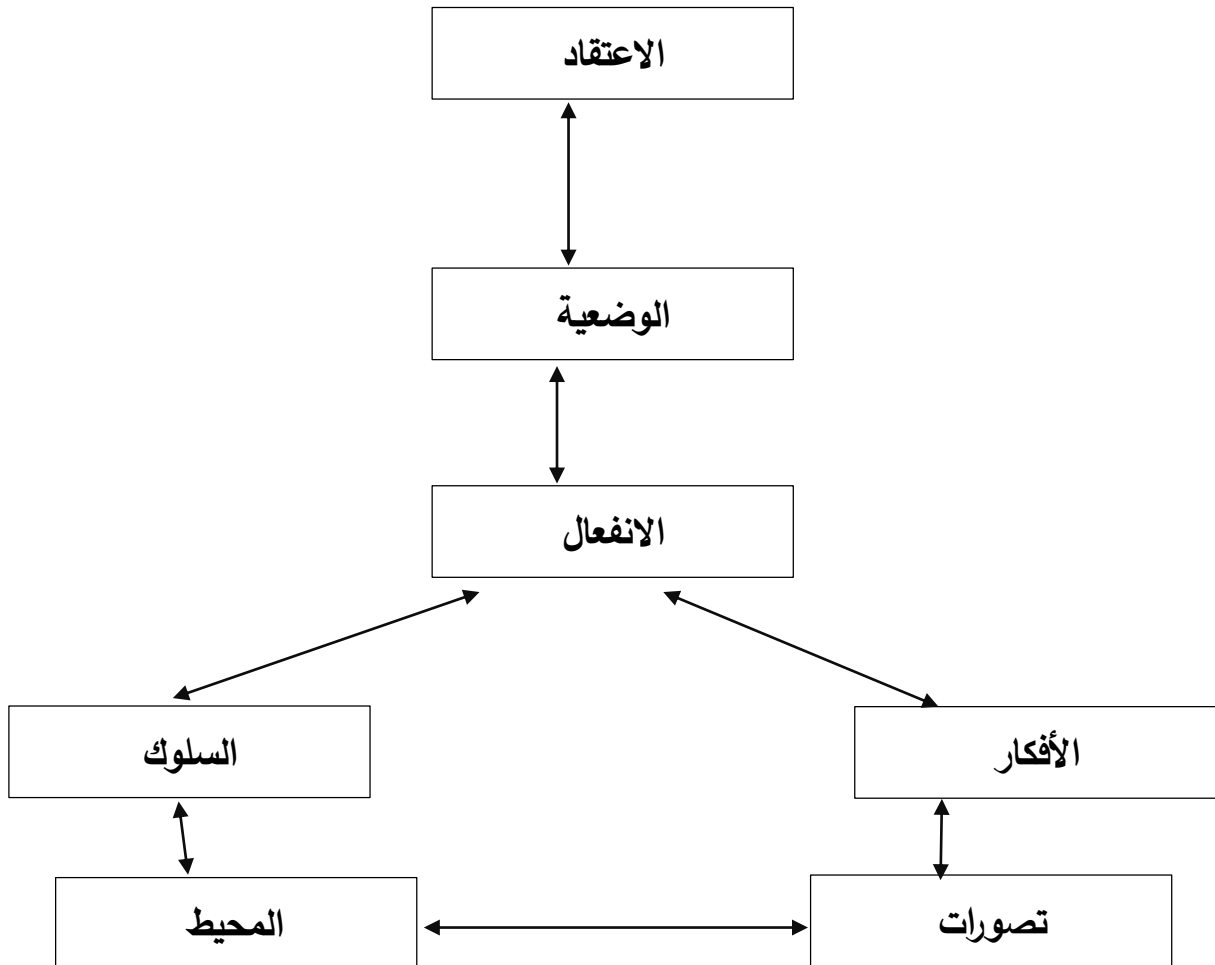 الاعتقاد
الوضعية
الانفعال
الأفكار
السلوك
تصورات
المحيط